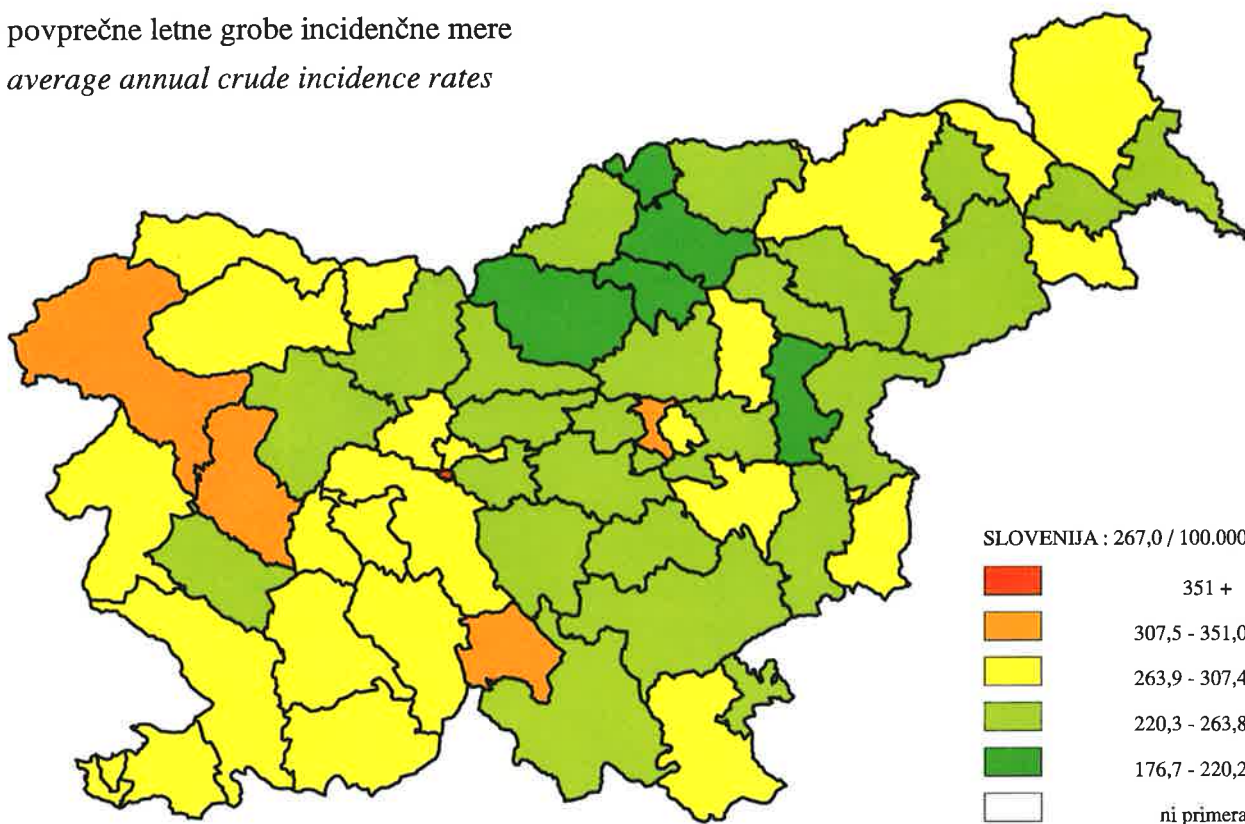 povprečne letne grobe incidenčne mere
average annual crude incidence rates
SLOVENIJA : 267,0 / 100.000
351 +
307,5 - 351,0
263,9 - 307,4
220,3 - 263,8
176,7 - 220,2
ni primera